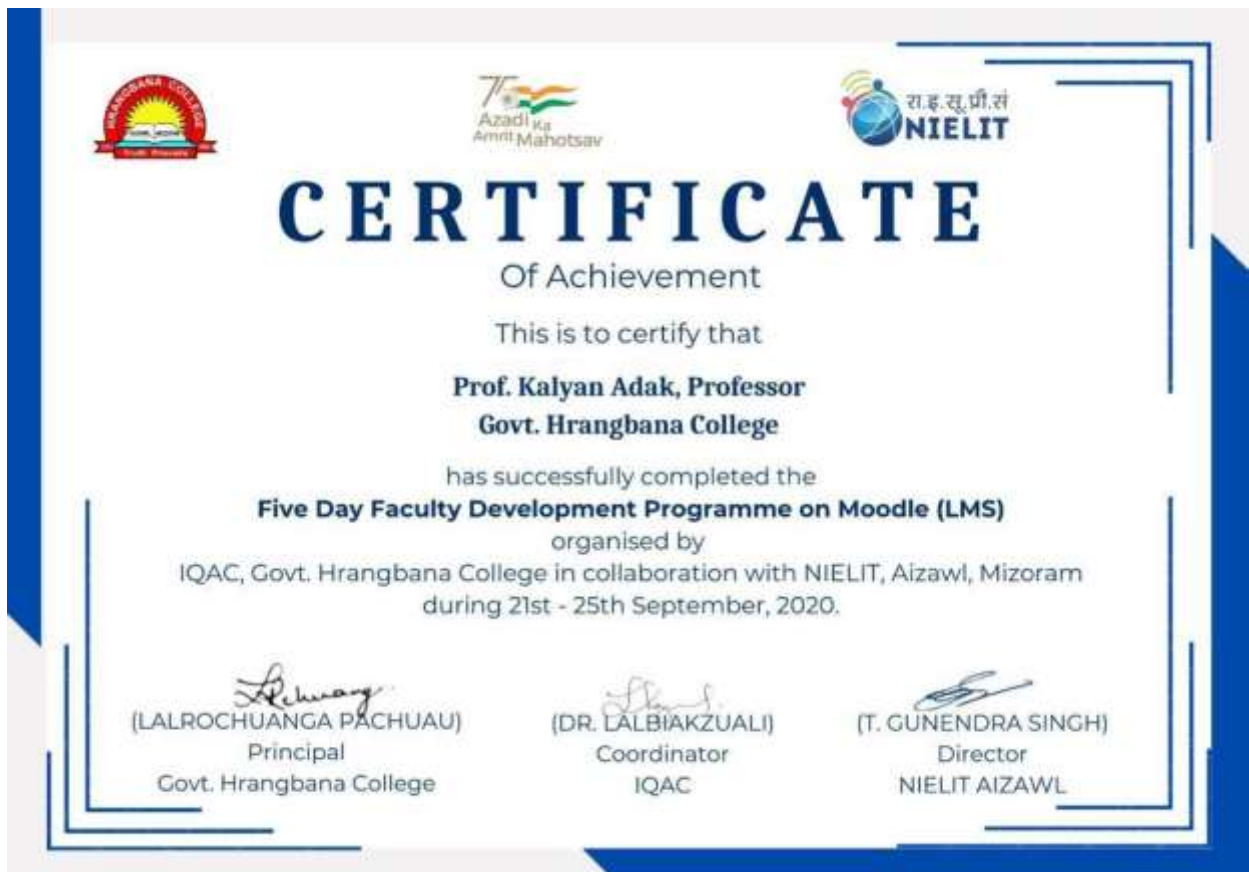 HRANGBANA COLLEGE
75
Azadi Ka
Amrit Mahotsav
रा.इ.सू.प्रौ.सं
NIELIT
CERTIFICATE
Of Achievement
This is to certify that
Prof. Kalyan Adak, Professor
Govt. Hrangbana College
has successfully completed the
Five Day Faculty Development Programme on Moodle (LMS)
organised by
IQAC, Govt. Hrangbana College in collaboration with NIELIT, Aizawl, Mizoram
during 21st - 25th September, 2020.
(LALROCHUANGA PACHUAU)
Principal
Govt. Hrangbana College
(DR. LALBIAKZUALI)
Coordinator
IQAC
(T. GUNENDRA SINGH)
Director
NIELIT AIZAWL